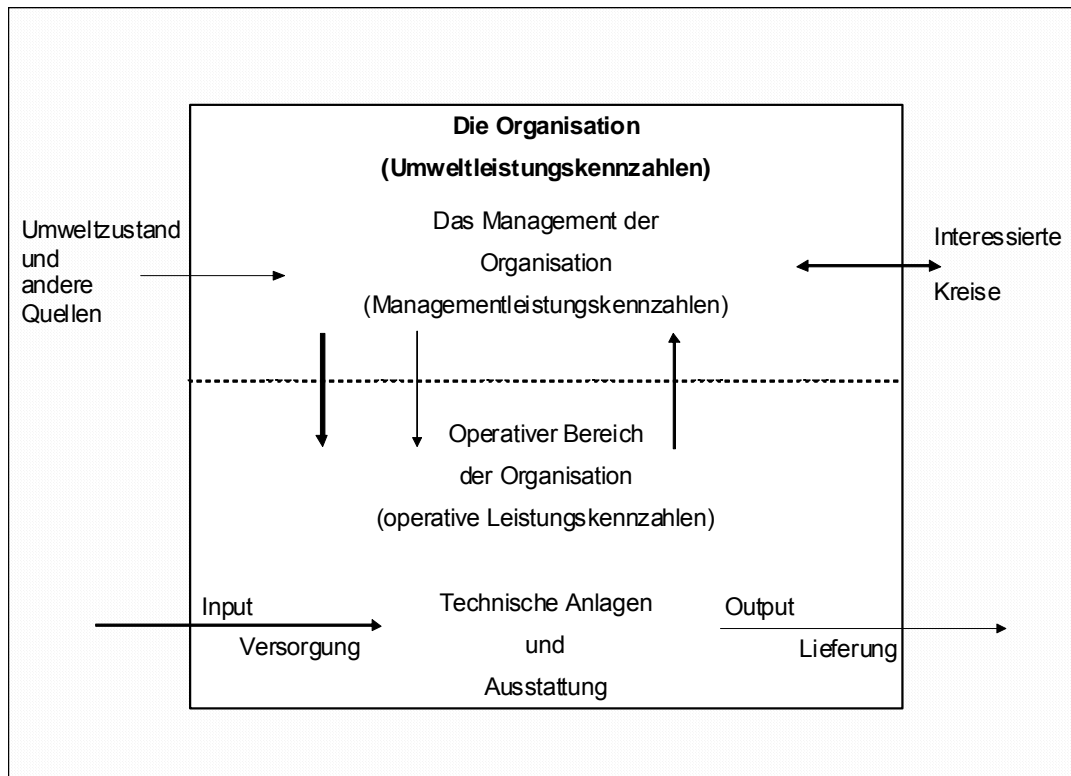 Die Organisation
(Umweltleistungskennzahlen)
Umweltzustand
und
andere
Quellen
Das Management der
Organisation
(Managementleistungskennzahlen)
Interessierte
Kreise
Operativer Bereich
der Organisation
(operative Leistungskennzahlen)
Input
Versorgung
Technische Anlagen
und
Ausstattung
Output
Lieferung